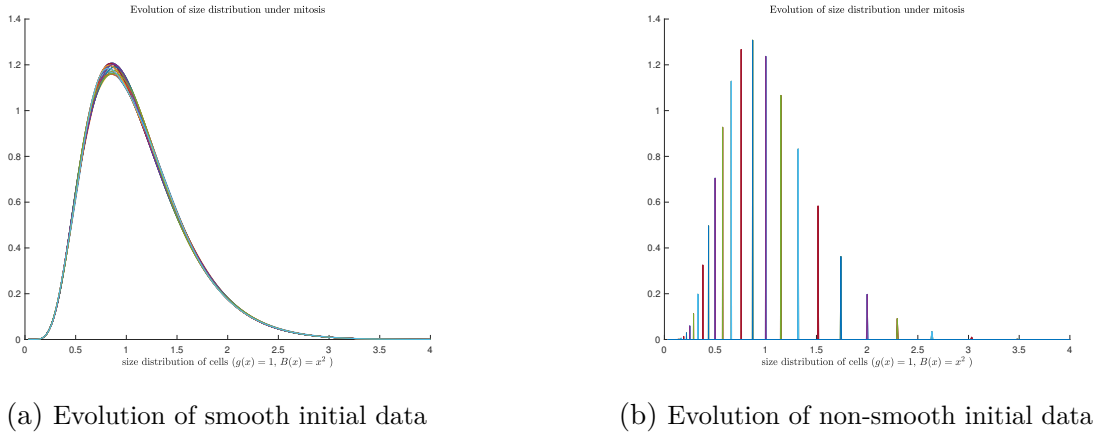 Evolution of size distribution under mitosis
1.4
1.2
1
0.8
0.6
0.4
0.2
0
0 0.5 1 1.5 2 2.5 3 3.5 4
size distribution of cells (g(x) = 1, B(x) = x² )
(a) Evolution of smooth initial data
Evolution of size distribution under mitosis
1.4
1.2
1
0.8
0.6
0.4
0.2
0
0 0.5 1 1.5 2 2.5 3 3.5 4
size distribution of cells (g(x) = 1, B(x) = x² )
(b) Evolution of non-smooth initial data